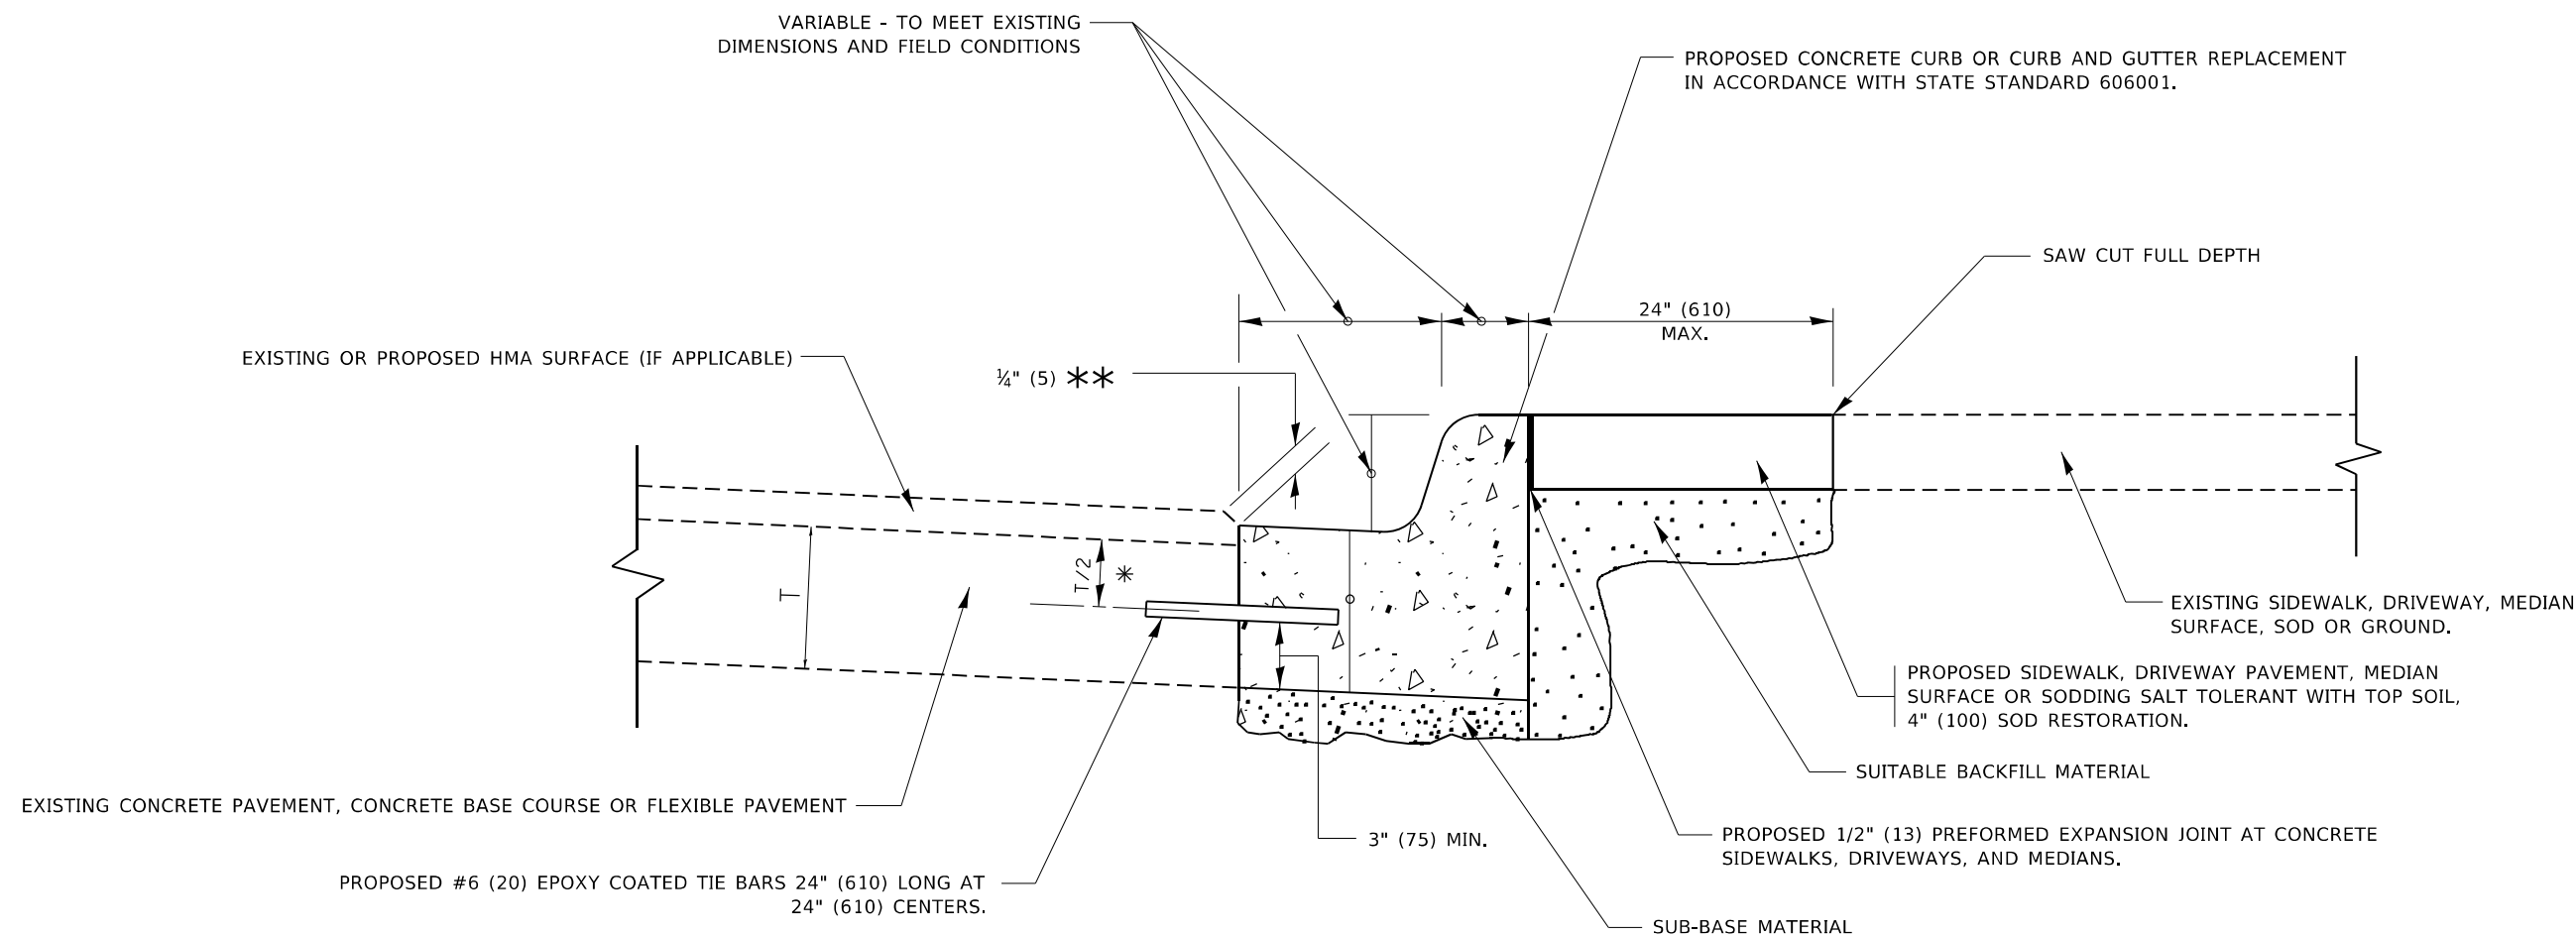 VARIABLE - TO MEET EXISTING
DIMENSIONS AND FIELD CONDITIONS
PROPOSED CONCRETE CURB OR CURB AND GUTTER REPLACEMENT
IN ACCORDANCE WITH STATE STANDARD 606001.
SAW CUT FULL DEPTH
24" (610)
MAX.
EXISTING OR PROPOSED HMA SURFACE (IF APPLICABLE)
¼" (5) **
T
T/2
*
EXISTING SIDEWALK, DRIVEWAY, MEDIAN
SURFACE, SOD OR GROUND.
PROPOSED SIDEWALK, DRIVEWAY PAVEMENT, MEDIAN
SURFACE OR SODDING SALT TOLERANT WITH TOP SOIL,
4" (100) SOD RESTORATION.
SUITABLE BACKFILL MATERIAL
EXISTING CONCRETE PAVEMENT, CONCRETE BASE COURSE OR FLEXIBLE PAVEMENT
3" (75) MIN.
PROPOSED 1/2" (13) PREFORMED EXPANSION JOINT AT CONCRETE
SIDEWALKS, DRIVEWAYS, AND MEDIANS.
PROPOSED #6 (20) EPOXY COATED TIE BARS 24" (610) LONG AT
24" (610) CENTERS.
SUB-BASE MATERIAL